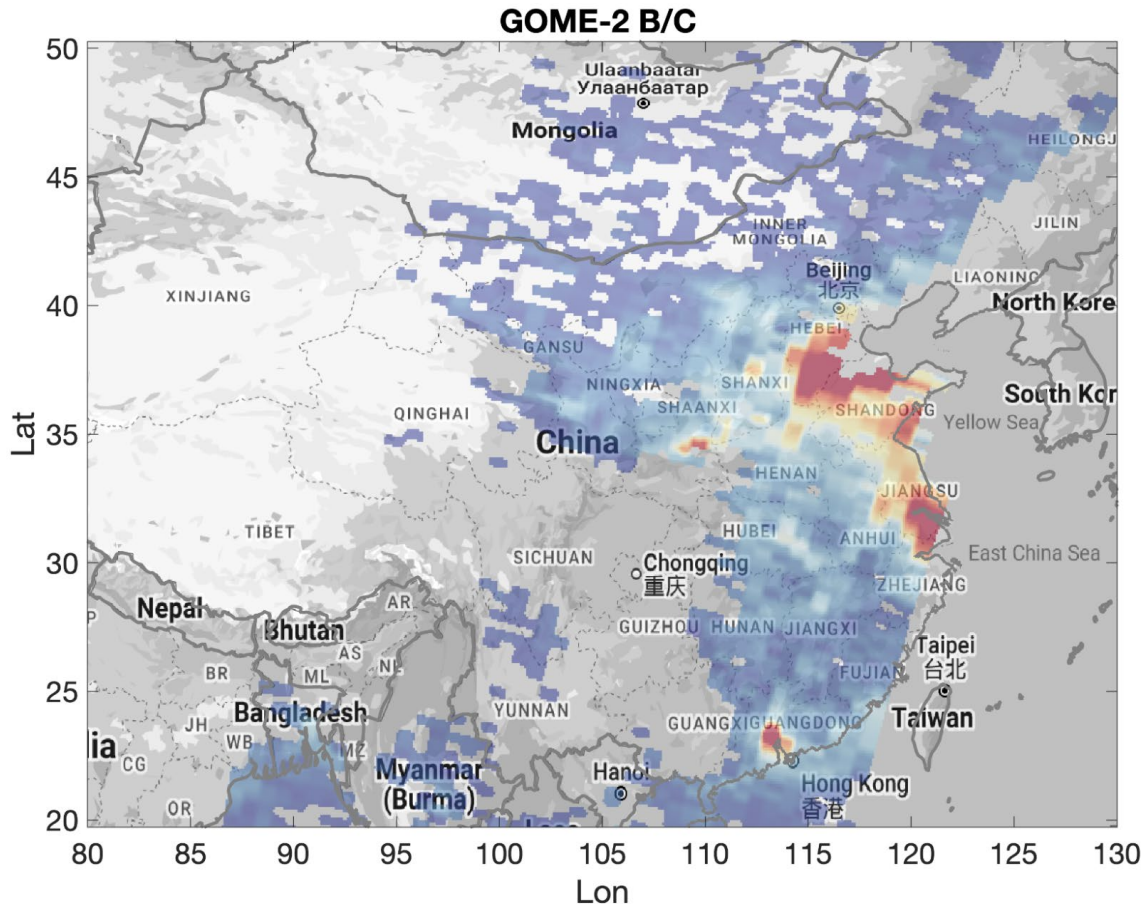 GOME-2 B/C
50
45
40
35
30
25
20
Lat
Ulaanbaatar
Улаанбаатар
Mongolia
HEILONGJ
INNER
MONGOLIA
JILIN
XINJIANG
Beijing
北京
LIAONING
North Kore
HEBEI
GANSU
NINGXIA
SHANXI
South Kor
QINGHAI
SHAANXI
SHANDONG
Yellow Sea
China
HENAN
JIANGSU
TIBET
HUBEI
ANHUI
East China Sea
SICHUAN
Chongqing
重庆
ZHEJIANG
Nepal
AR
P
Bhutan
GUIZHOU
HUNAN
JIANGXI
AS
NL
Taipei
台北
BR
ML
FUJIAN
Bangladesh
YUNNAN
GUANGXI
GUANGDONG
Taiwan
JH
lia
WB
MZ
CG
Myanmar
(Burma)
Hanoi
Hong Kong
香港
OR
80
85
90
95
100
105
110
115
120
125
130
Lon